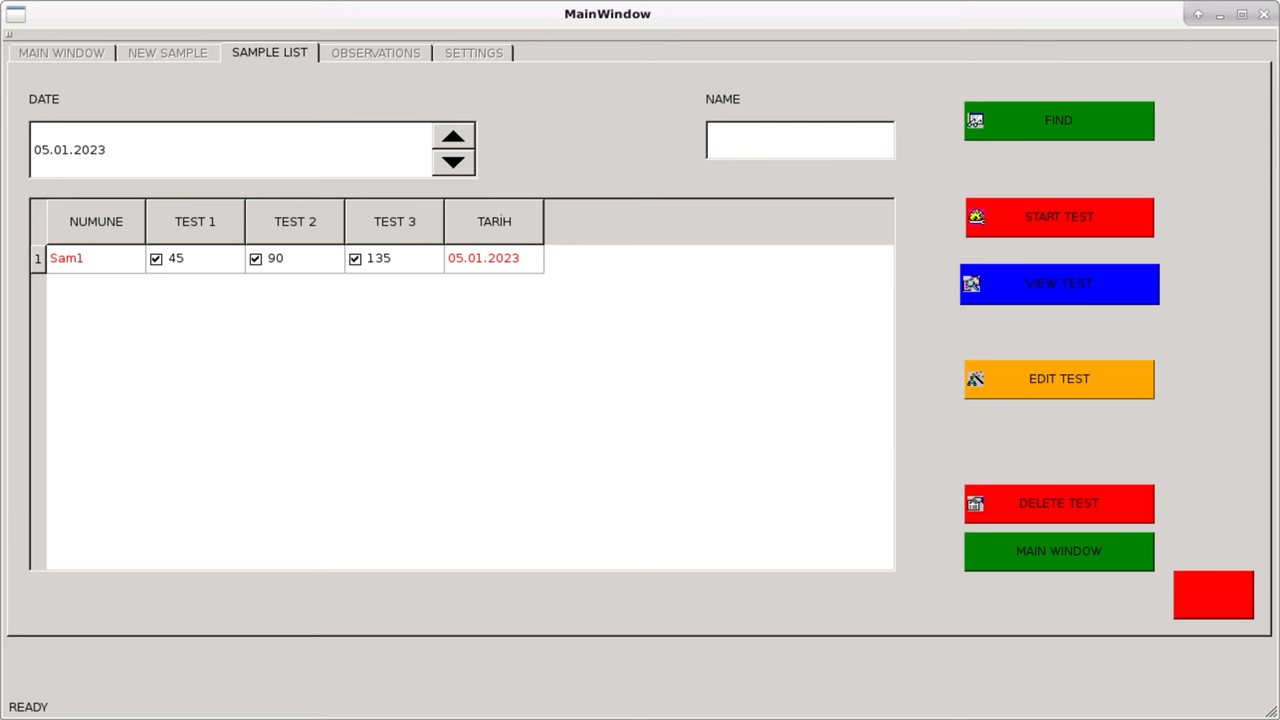 MainWindow
MAIN WINDOW NEW SAMPLE SAMPLE LIST OBSERVATIONS SETTINGS
DATE
NAME
FIND
05.01.2023
NUMUNE TEST 1 TEST 2 TEST 3 TARİH
1 Sam1 45 90 135 05.01.2023
START TEST
VIEW TEST
EDIT TEST
DELETE TEST
MAIN WINDOW
READY